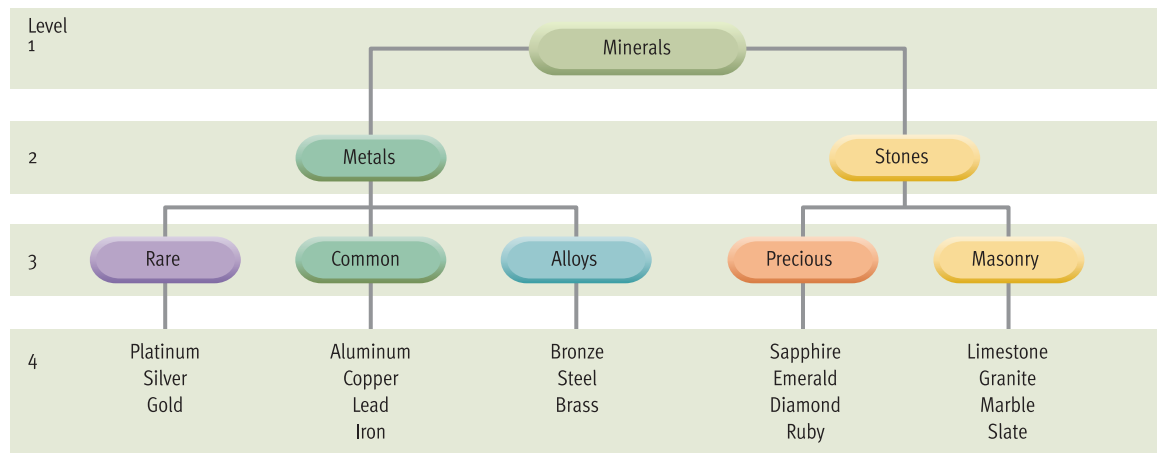 Level
1
Minerals
2
Metals
Stones
3
Rare
Common
Alloys
Precious
Masonry
4
Platinum
Silver
Gold
Aluminum
Copper
Lead
Iron
Bronze
Steel
Brass
Sapphire
Emerald
Diamond
Ruby
Limestone
Granite
Marble
Slate